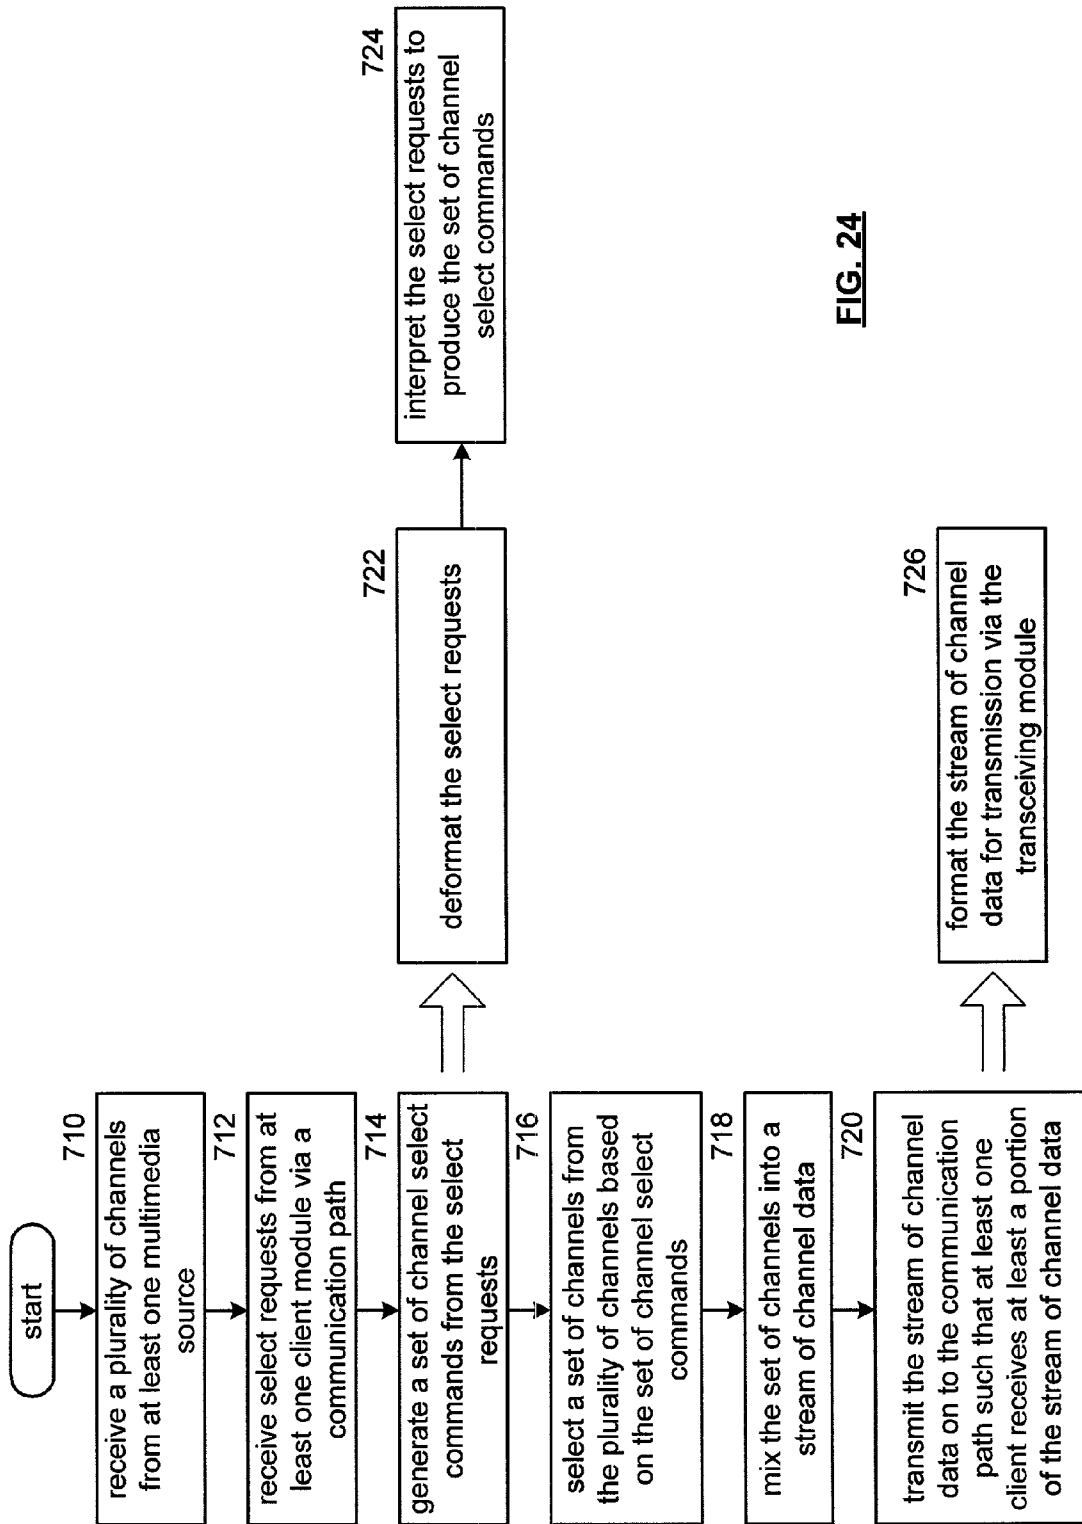 start
710
receive a plurality of channels
from at least one multimedia
source
712
receive select requests from at
least one client module via a
communication path
714
generate a set of channel select
commands from the select
requests
716
select a set of channels from
the plurality of channels based
on the set of channel select
commands
718
mix the set of channels into a
stream of channel data
720
transmit the stream of channel
data on to the communication
path such that at least one
client receives at least a portion
of the stream of channel data
722
deformat the select requests
724
interpret the select requests to
produce the set of channel
select commands
726
format the stream of channel
data for transmission via the
transceiving module
FIG. 24